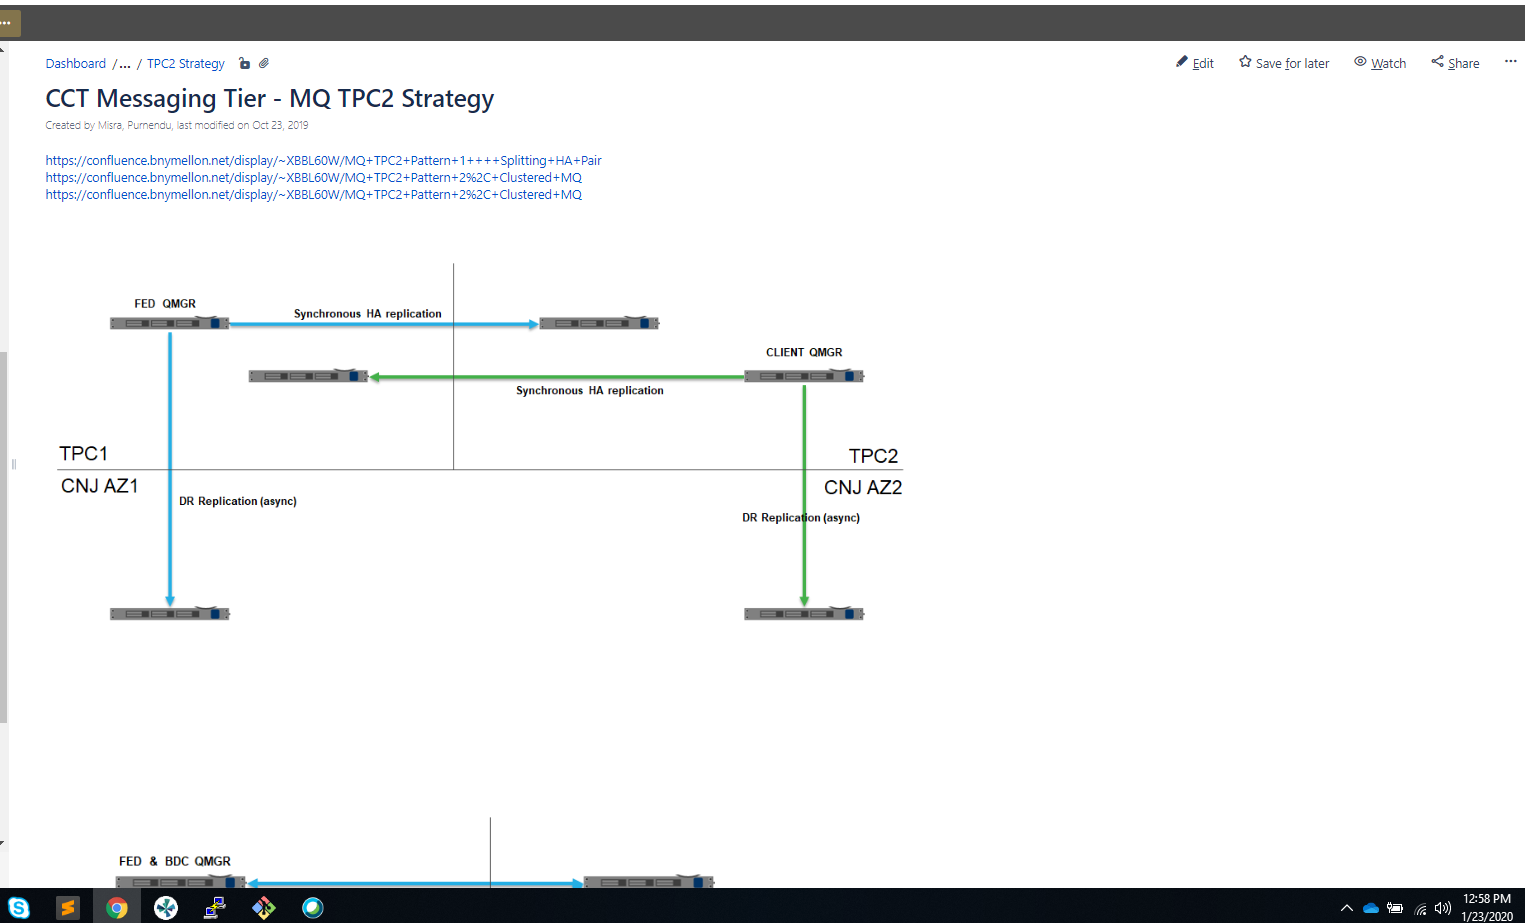 Dashboard / ... / TPC2 Strategy
Edit Save for later Watch Share
CCT Messaging Tier - MQ TPC2 Strategy
Created by Misra, Purnendu, last modified on Oct 23, 2019
https://confluence.bnymellon.net/display/~XBBL60W/MQ+TPC2+Pattern+1++++Splitting+HA+Pair
https://confluence.bnymellon.net/display/~XBBL60W/MQ+TPC2+Pattern+2%2C+Clustered+MQ
https://confluence.bnymellon.net/display/~XBBL60W/MQ+TPC2+Pattern+2%2C+Clustered+MQ
FED QMGR
Synchronous HA replication
CLIENT QMGR
Synchronous HA replication
TPC1
TPC2
CNJ AZ1
CNJ AZ2
DR Replication (async)
DR Replication (async)
FED & BDC QMGR
12:58 PM
1/23/2020